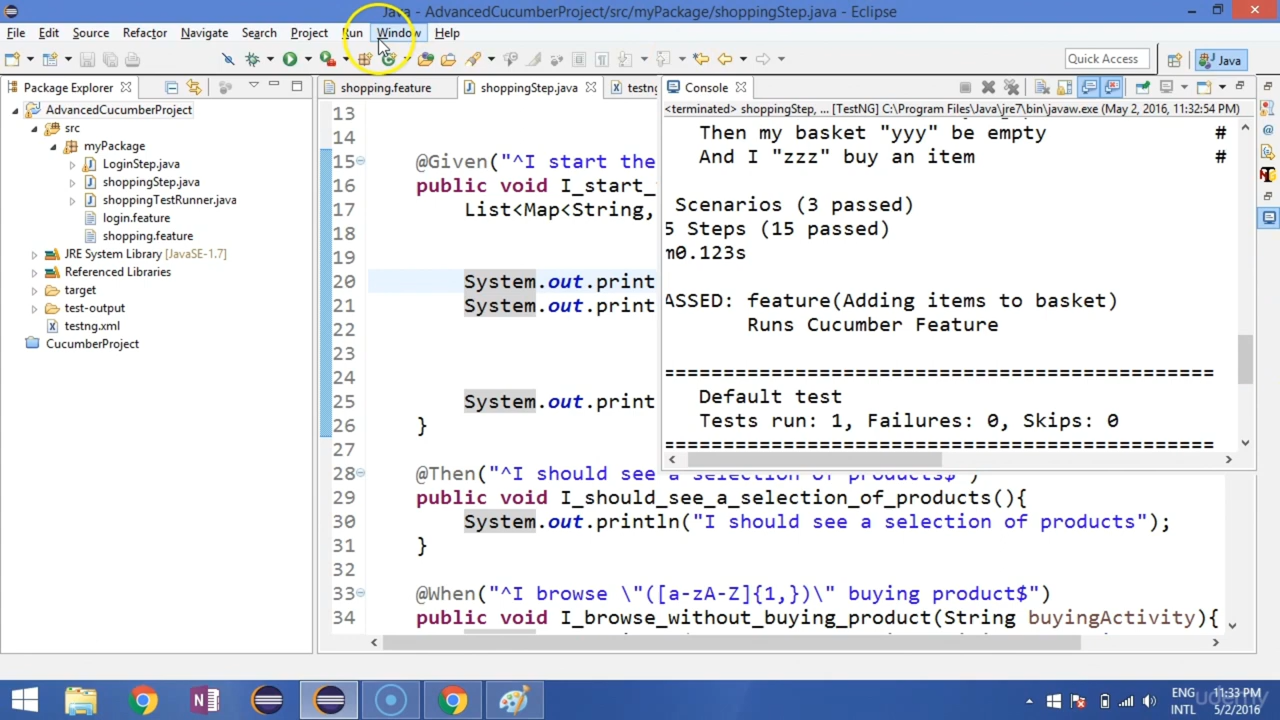 Java - AdvancedCucumberProject/src/myPackage/shoppingStep.java - Eclipse
File Edit Source Refactor Navigate Search Project Run Window Help
Quick Access
Java
Package Explorer
AdvancedCucumberProject
src
myPackage
LoginStep.java
shoppingStep.java
shoppingTestRunner.java
login.feature
shopping.feature
JRE System Library [JavaSE-1.7]
Referenced Libraries
target
test-output
testng.xml
CucumberProject
shopping.feature
shoppingStep.java
testng
13
14
15 @Given("^I start the
16 public void I_start_
17 List<Map<String,
18
19
20 System.out.print
21 System.out.print
22
23
24
25 System.out.print
26 }
27
28 @Then("^I should see a selection of products$")
29 public void I_should_see_a_selection_of_products(){
30 System.out.println("I should see a selection of products");
31 }
32
33 @When("^I browse \"([a-zA-Z]{1,})\" buying product$")
34 public void I_browse_without_buying_product(String buyingActivity){
Console
<terminated> shoppingStep, ... [TestNG] C:\Program Files\Java\jre7\bin\javaw.exe (May 2, 2016, 11:32:54 PM)
Then my basket "yyy" be empty #
And I "zzz" buy an item #
Scenarios (3 passed)
5 Steps (15 passed)
m0.123s
ASSED: feature(Adding items to basket)
Runs Cucumber Feature
===============================================
Default test
Tests run: 1, Failures: 0, Skips: 0
===============================================
ENG
INTL
11:33 PM
5/2/2016
udemy